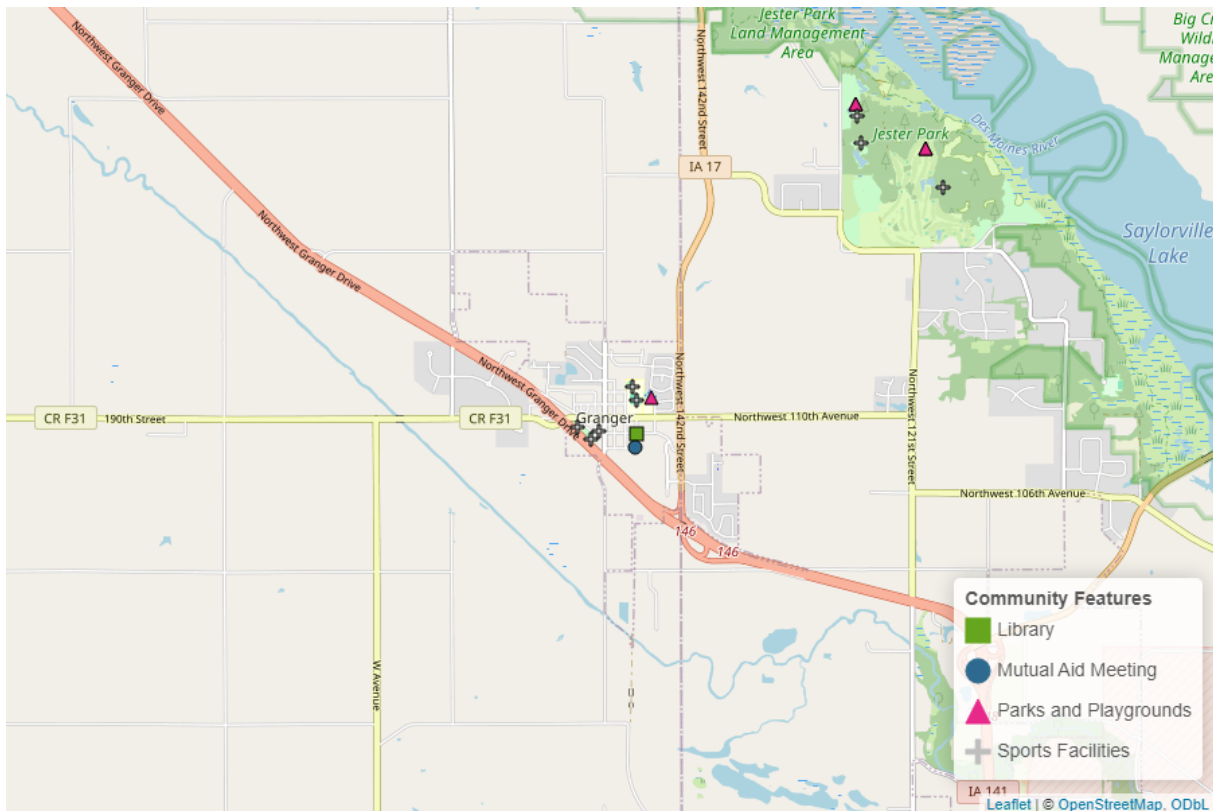 Jester Park
Land Management
Area
Big C
Wildl
Manage
Are
Northwest Granger Drive
Northwest 142nd Street
Jester Park
Des Moines River
IA 17
Northwest Granger Drive
Saylorville
Lake
Northwest Granger Drive
Northwest 142nd Street
Northwest 121st Street
CR F31
190th Street
CR F31
Granger
Northwest 110th Avenue
Northwest 106th Avenue
146
146
W Avenue
Community Features
Library
Mutual Aid Meeting
Parks and Playgrounds
Sports Facilities
IA 141
Leaflet | © OpenStreetMap, ODbL